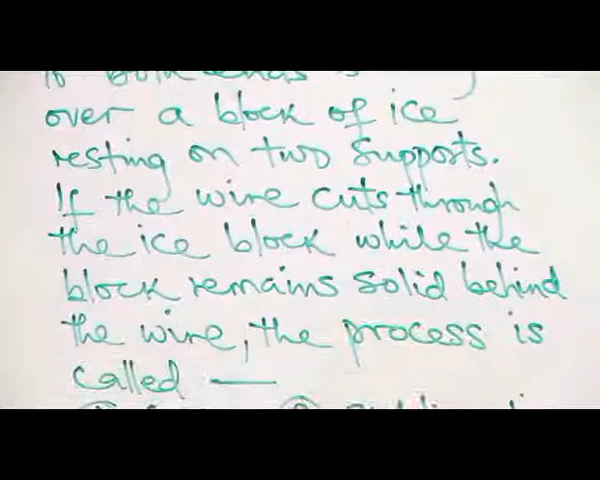 over a block of ice
resting on two supports.
If the wire cuts through
the ice block while the
block remains solid behind
the wire, the process is
called —